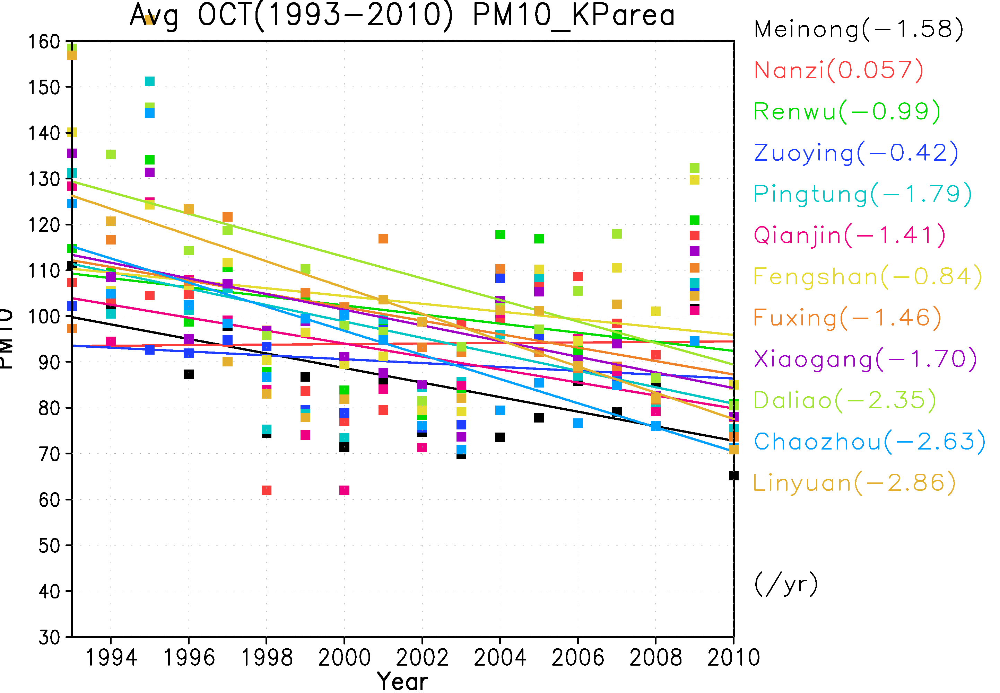 Avg OCT(1993-2010) PM10_KParea
Meinong(-1.58)
Nanzi(0.057)
Renwu(-0.99)
Zuoying(-0.42)
Pingtung(-1.79)
Qianjin(-1.41)
Fengshan(-0.84)
Fuxing(-1.46)
Xiaogang(-1.70)
Daliao(-2.35)
Chaozhou(-2.63)
Linyuan(-2.86)
(/yr)
160
150
140
130
120
110
100
90
80
70
60
50
40
30
PM10
1994 1996 1998 2000 2002 2004 2006 2008 2010
Year